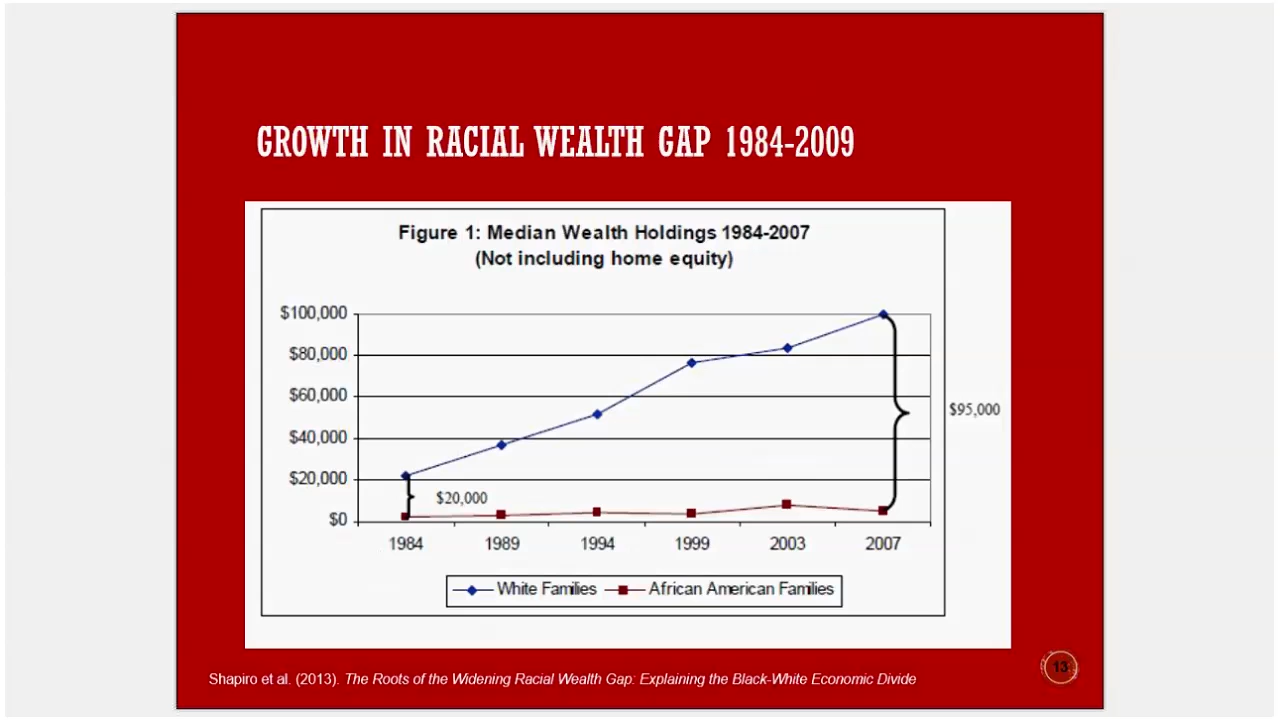 GROWTH IN RACIAL WEALTH GAP 1984-2009
Figure 1: Median Wealth Holdings 1984-2007
(Not including home equity)
$100,000
$80,000
$60,000
$40,000
$20,000
$0
$20,000
$95,000
1984 1989 1994 1999 2003 2007
White Families African American Families
Shapiro et al. (2013). The Roots of the Widening Racial Wealth Gap: Explaining the Black-White Economic Divide
13